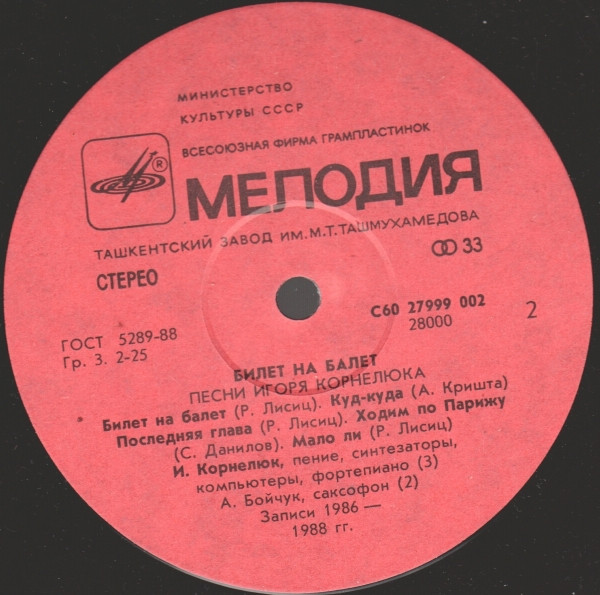 МИНИСТЕРСТВО
КУЛЬТУРЫ СССР
ВСЕСОЮЗНАЯ ФИРМА ГРАМПЛАСТИНОК
®
МЕЛОДИЯ
ТАШКЕНТСКИЙ ЗАВОД ИМ.М.Т.ТАШМУХАМЕДОВА
СТЕРЕО
33
ГОСТ 5289-88
Гр. 3. 2-25
С60 27999 002
28000
2
БИЛЕТ НА БАЛЕТ
ПЕСНИ ИГОРЯ КОРНЕЛЮКА
Билет на балет (Р. Лисиц). Куд-куда (А. Кришта)
Последняя глава (Р. Лисиц). Ходим по Парижу
(С. Данилов). Мало ли (Р. Лисиц)
И. Корнелюк, пение, синтезаторы,
компьютеры, фортепиано (3)
А. Бойчук, саксофон (2)
Записи 1986 —
1988 гг.